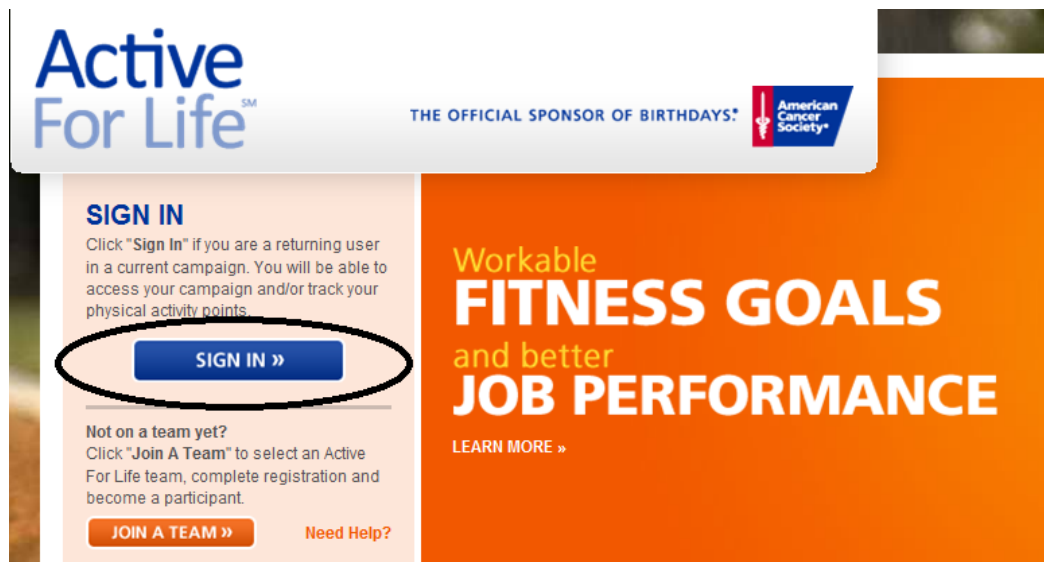 Active
For Life℠
THE OFFICIAL SPONSOR OF BIRTHDAYS.®
American
Cancer
Society®
SIGN IN
Click "Sign In" if you are a returning user
in a current campaign. You will be able to
access your campaign and/or track your
physical activity points.
SIGN IN »
Not on a team yet?
Click "Join A Team" to select an Active
For Life team, complete registration and
become a participant.
JOIN A TEAM »
Need Help?
Workable
FITNESS GOALS
and better
JOB PERFORMANCE
LEARN MORE »